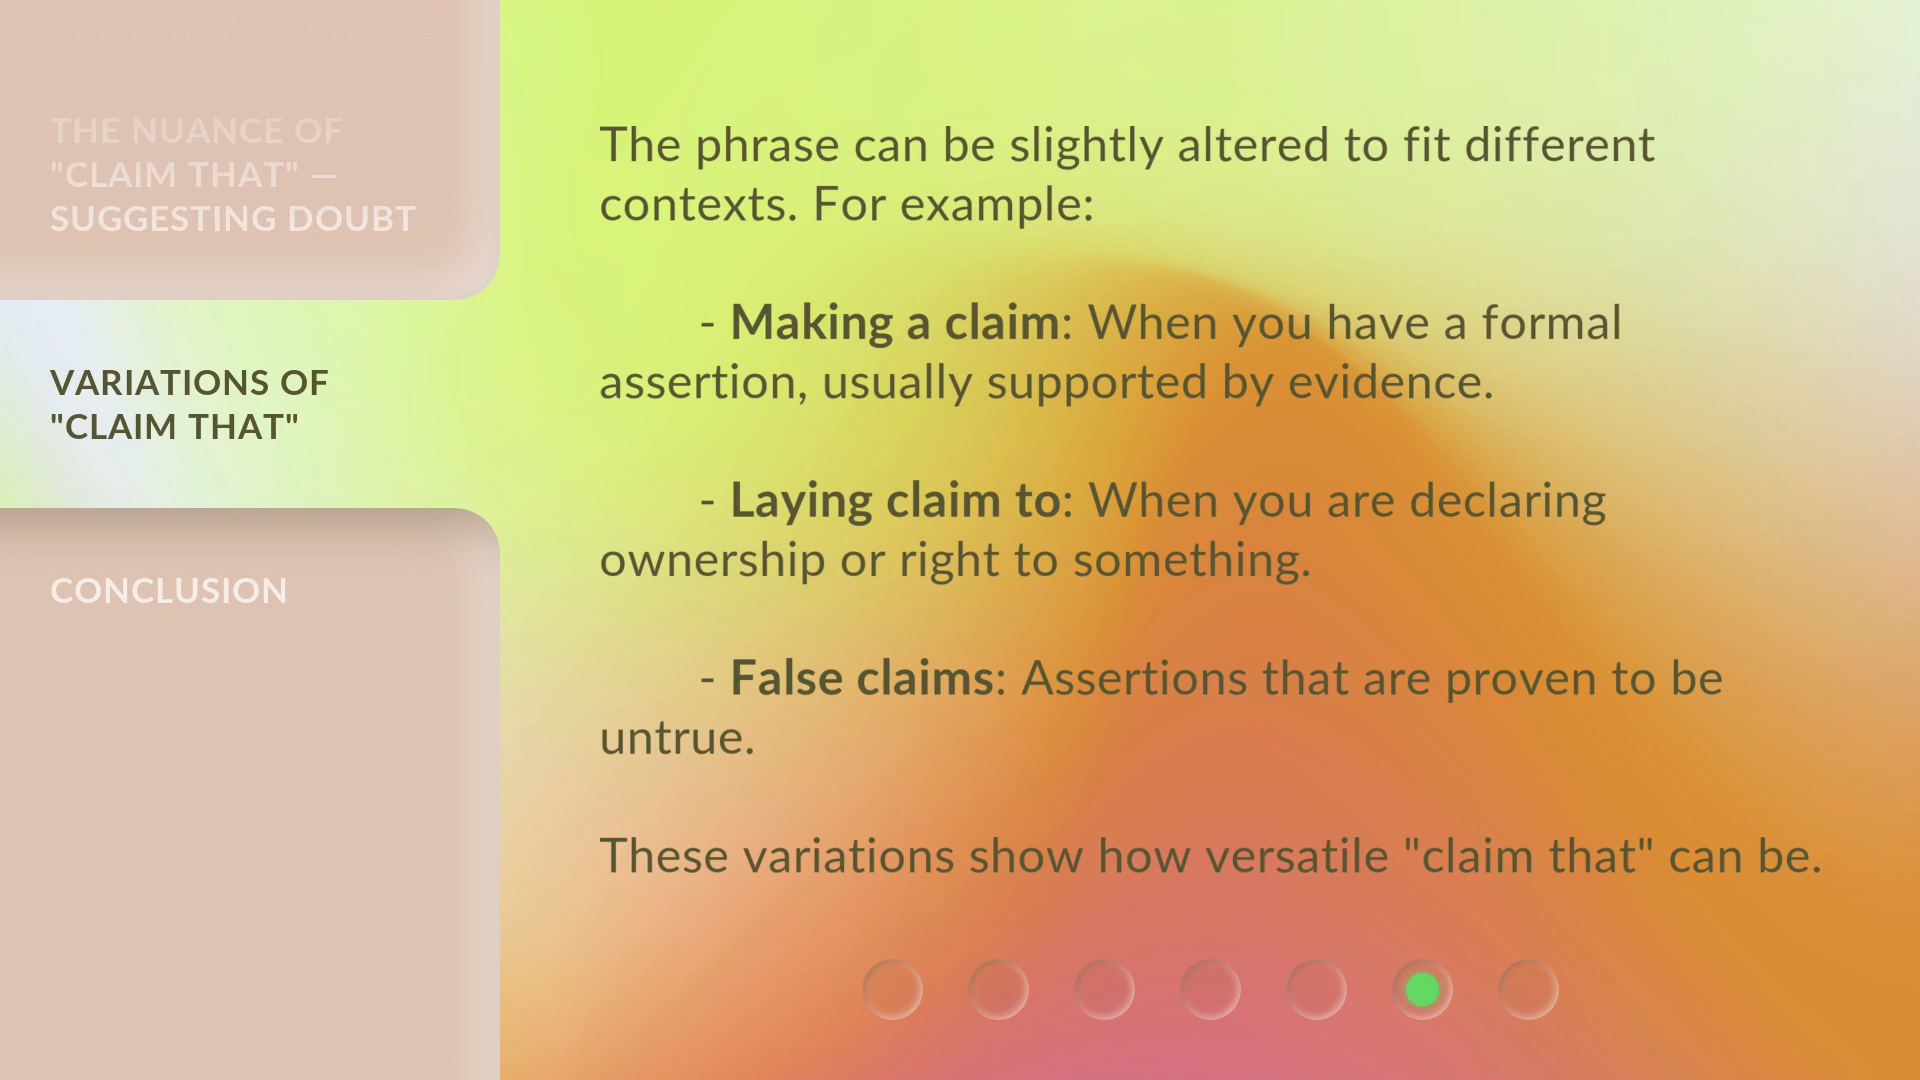 THAT" IN A SENTENCE
THE NUANCE OF
"CLAIM THAT" —
SUGGESTING DOUBT
VARIATIONS OF
"CLAIM THAT"
CONCLUSION
The phrase can be slightly altered to fit different
contexts. For example:
- Making a claim: When you have a formal
assertion, usually supported by evidence.
- Laying claim to: When you are declaring
ownership or right to something.
- False claims: Assertions that are proven to be
untrue.
These variations show how versatile "claim that" can be.